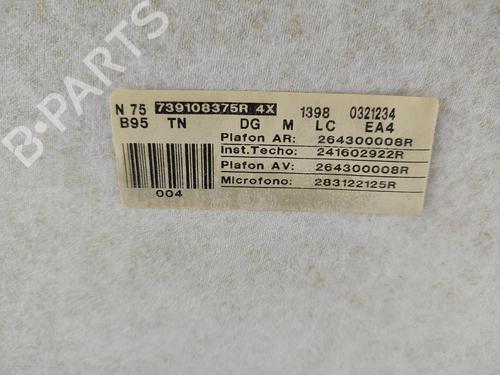 B-PARTS
N 75 739108375R 4X 1398 0321234
B95 TN DG M LC EA4
Plafon AR: 264300008R
Inst.Techo: 241602922R
Plafon AV: 264300008R
Microfono: 283122125R
004